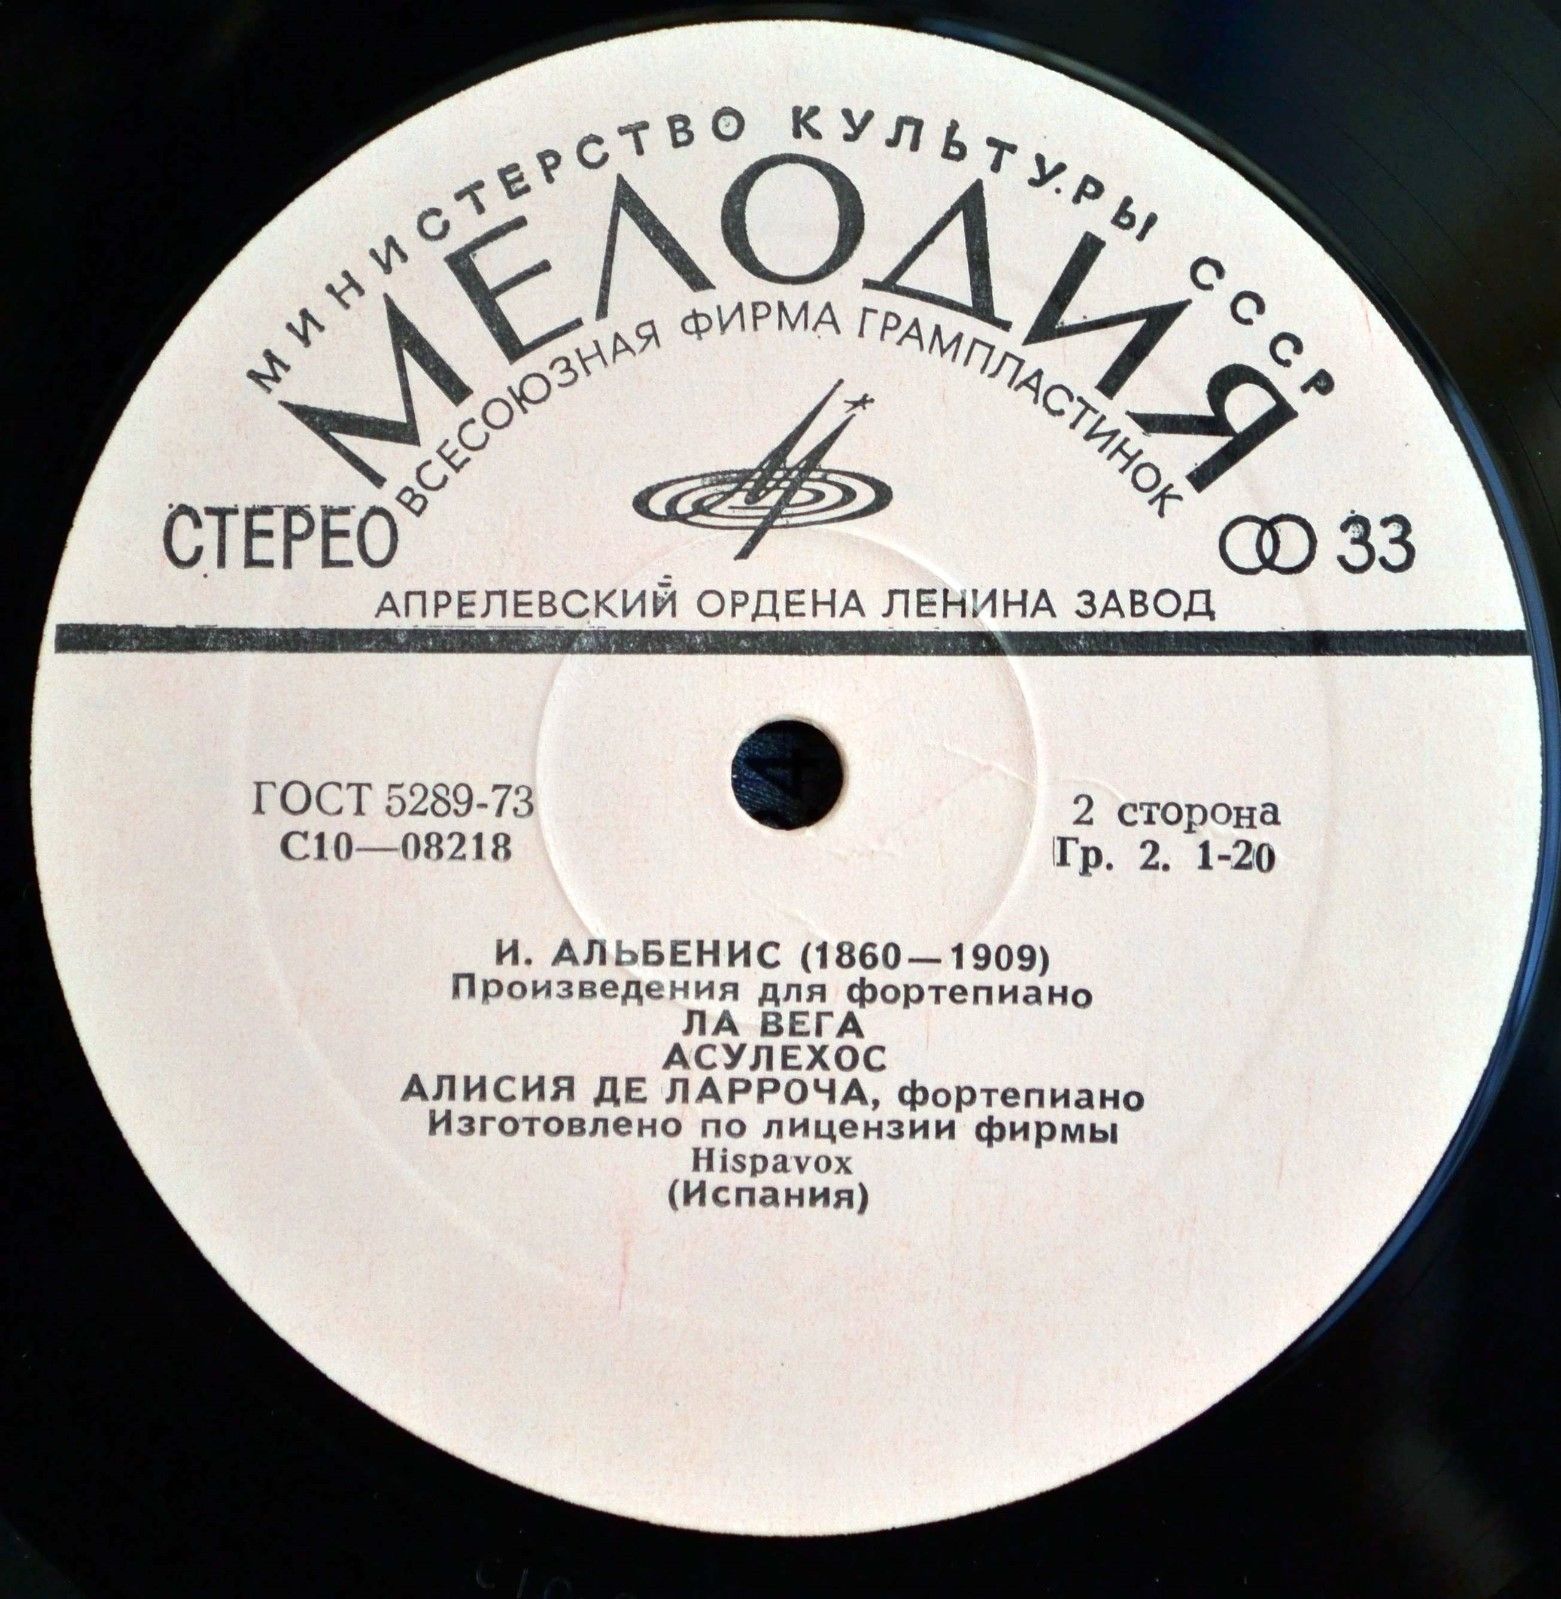 МИНИСТЕРСТВО КУЛЬТУРЫ СССР
МЕЛОДИЯ
ВСЕСОЮЗНАЯ ФИРМА ГРАМПЛАСТИНОК
СТЕРЕО
33
АПРЕЛЕВСКИЙ ОРДЕНА ЛЕНИНА ЗАВОД
ГОСТ 5289-73
С10—08218
2 сторона
Гр. 2. 1-20
И. АЛЬБЕНИС (1860—1909)
Произведения для фортепиано
ЛА ВЕГА
АСУЛЕХОС
АЛИСИЯ ДЕ ЛАРРОЧА, фортепиано
Изготовлено по лицензии фирмы
Hispavox
(Испания)